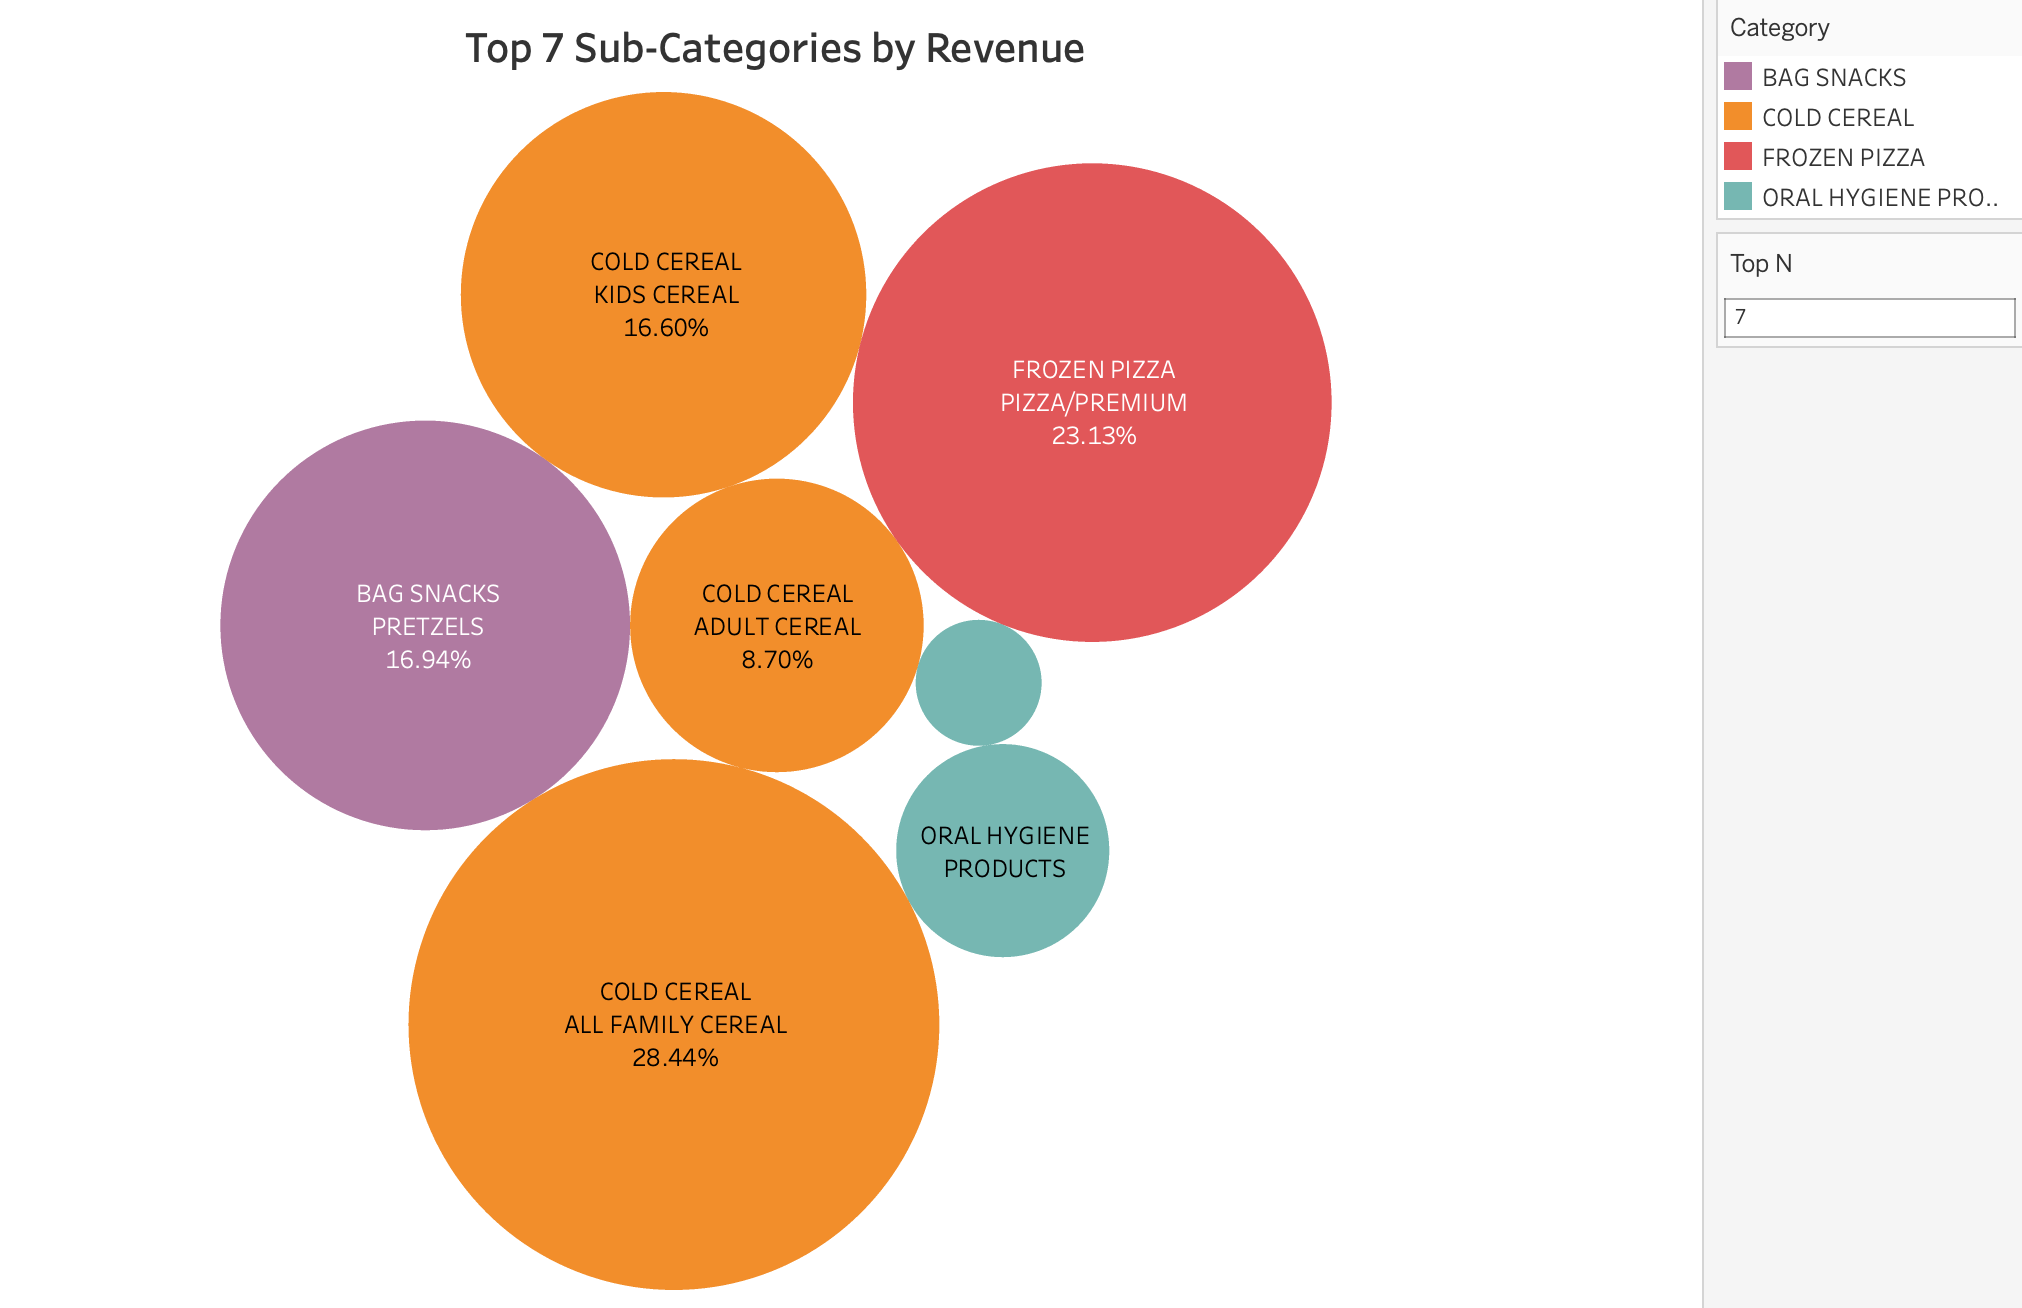 Top 7 Sub-Categories by Revenue
COLD CEREAL
KIDS CEREAL
16.60%
FROZEN PIZZA
PIZZA/PREMIUM
23.13%
BAG SNACKS
PRETZELS
16.94%
COLD CEREAL
ADULT CEREAL
8.70%
ORAL HYGIENE
PRODUCTS
COLD CEREAL
ALL FAMILY CEREAL
28.44%
Category
BAG SNACKS
COLD CEREAL
FROZEN PIZZA
ORAL HYGIENE PRO..
Top N
7